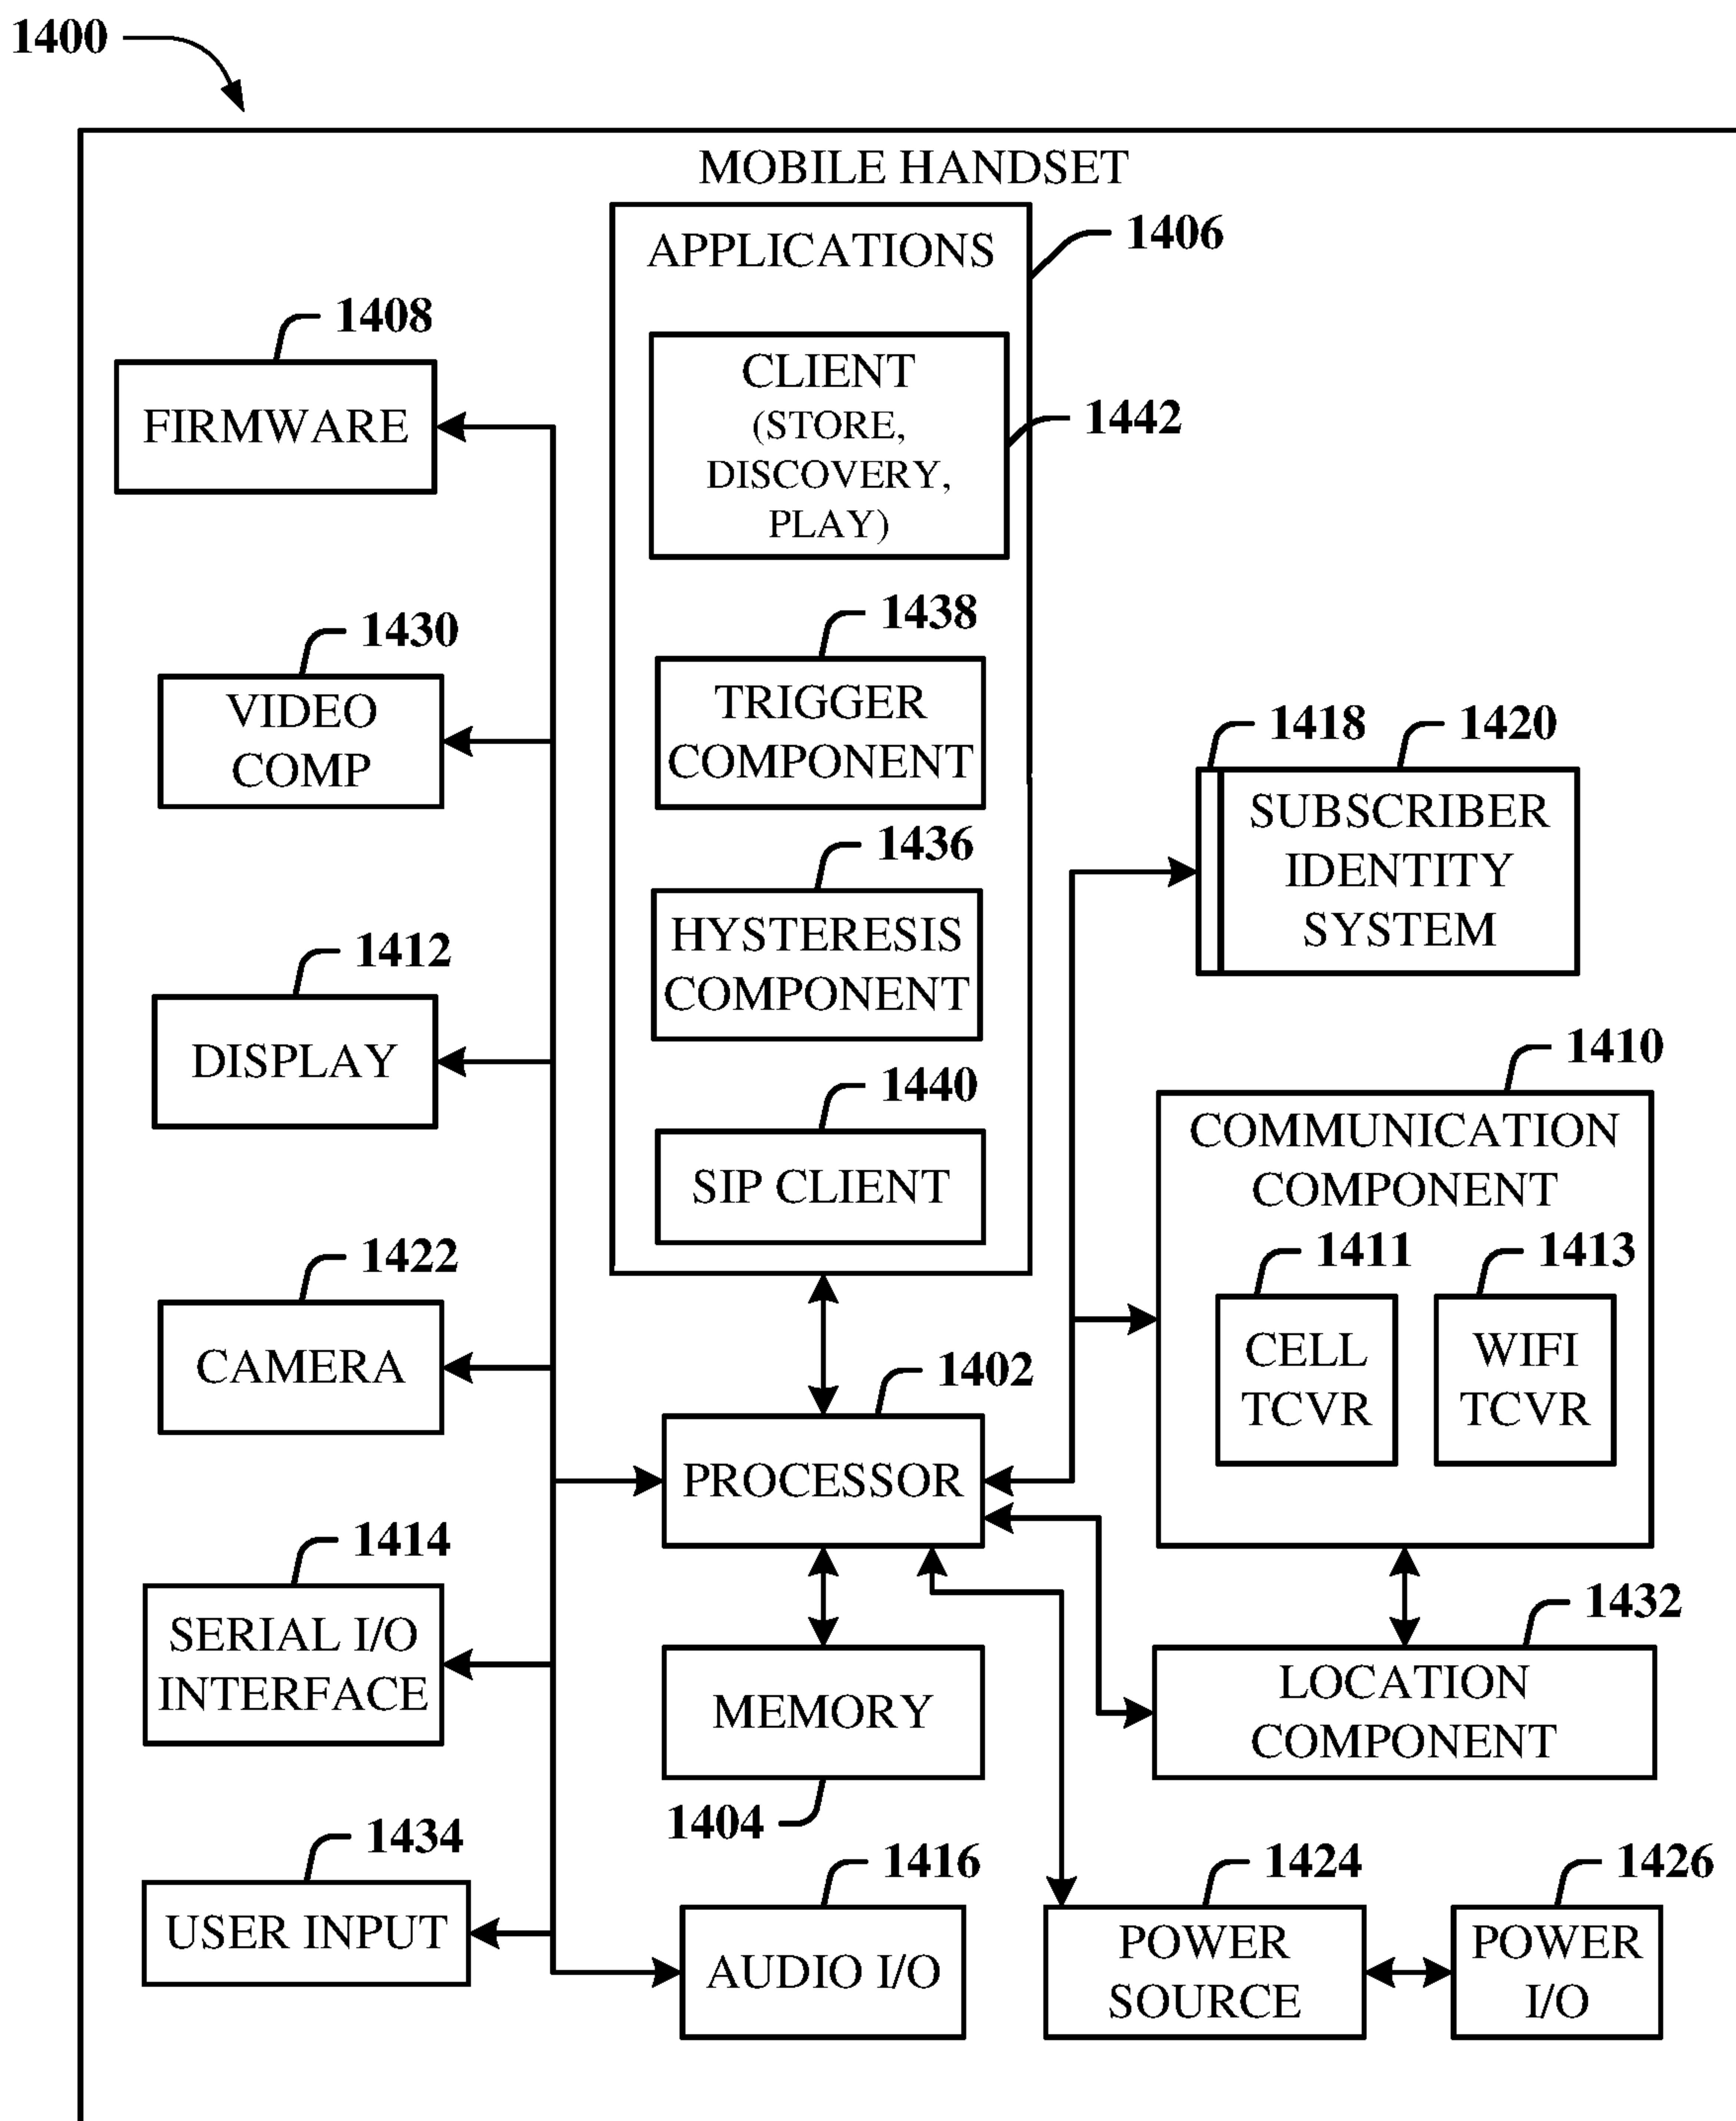 1400
MOBILE HANDSET
APPLICATIONS
1406
CLIENT
(STORE,
DISCOVERY,
PLAY)
1442
1408
FIRMWARE
1438
TRIGGER
COMPONENT
1430
VIDEO
COMP
1418
1420
SUBSCRIBER
IDENTITY
SYSTEM
1436
HYSTERESIS
COMPONENT
1412
DISPLAY
1440
SIP CLIENT
1410
COMMUNICATION
COMPONENT
1411
CELL
TCVR
1413
WIFI
TCVR
1422
CAMERA
1402
PROCESSOR
1414
SERIAL I/O
INTERFACE
MEMORY
1404
1432
LOCATION
COMPONENT
1434
USER INPUT
1416
AUDIO I/O
1424
POWER
SOURCE
1426
POWER
I/O